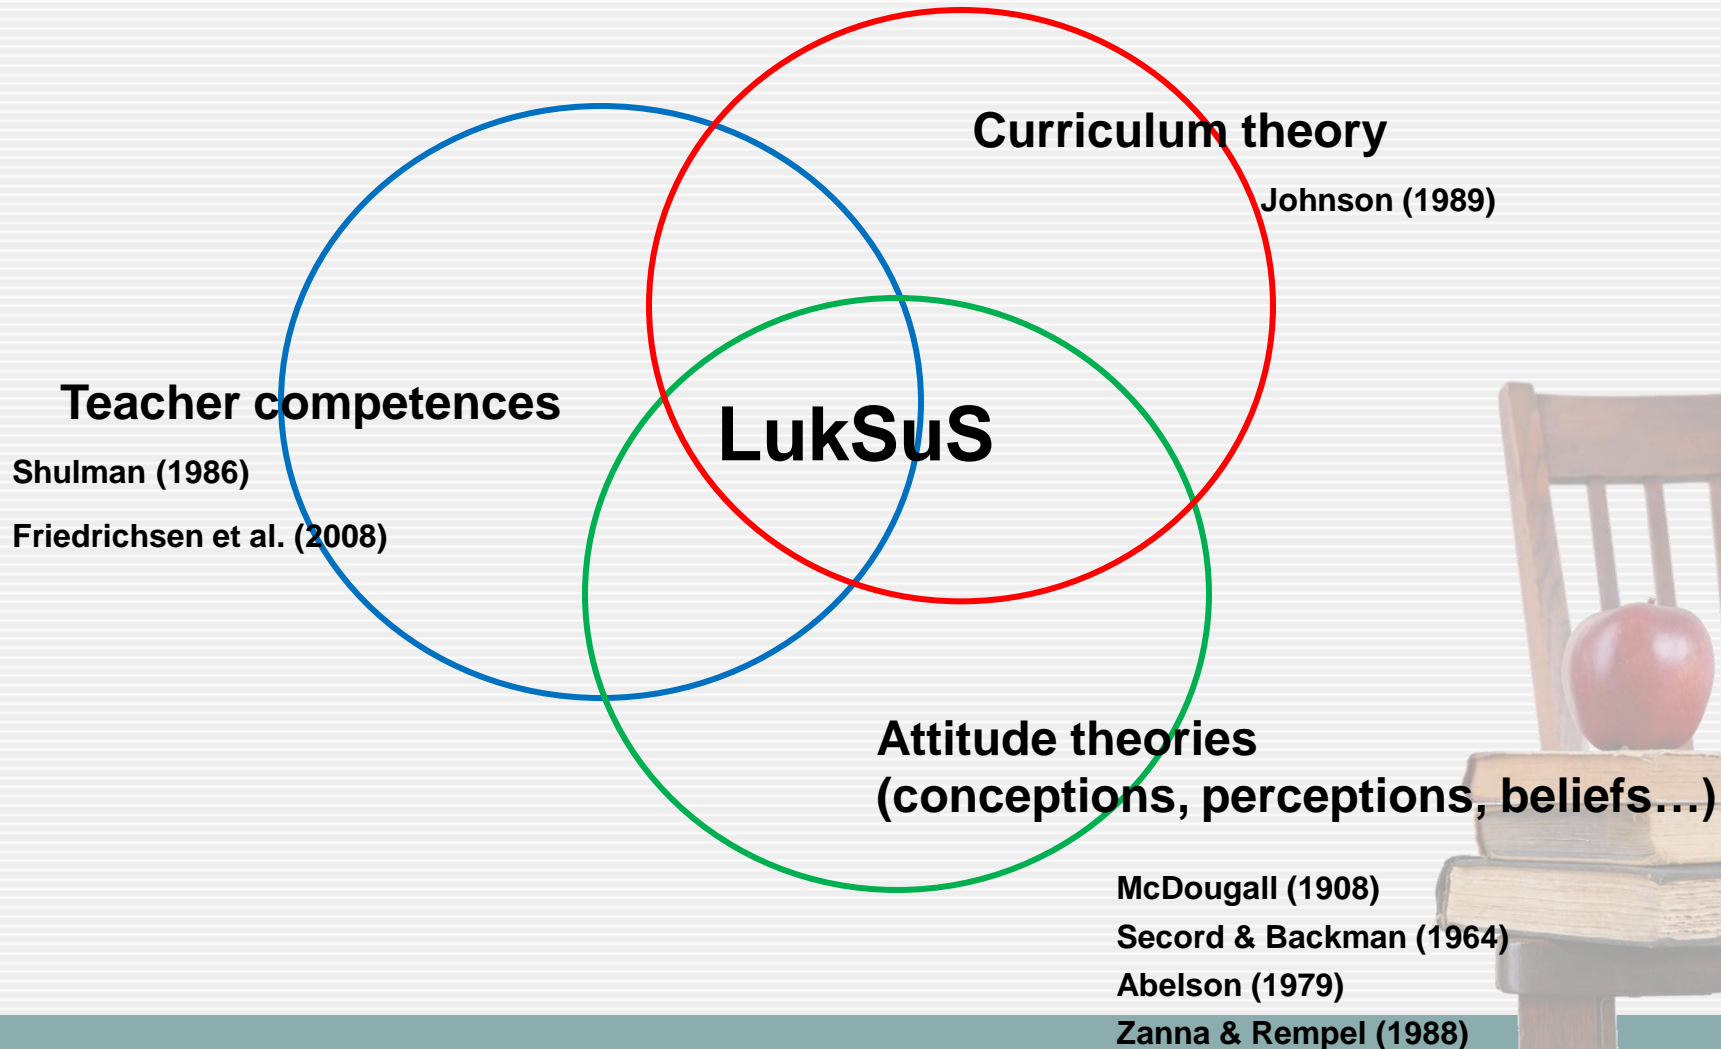 Curriculum theory
Johnson (1989)
Teacher competences
Shulman (1986)
Friedrichsen et al. (2008)
LukSuS
Attitude theories
(conceptions, perceptions, beliefs…)
McDougall (1908)
Secord & Backman (1964)
Abelson (1979)
Zanna & Rempel (1988)